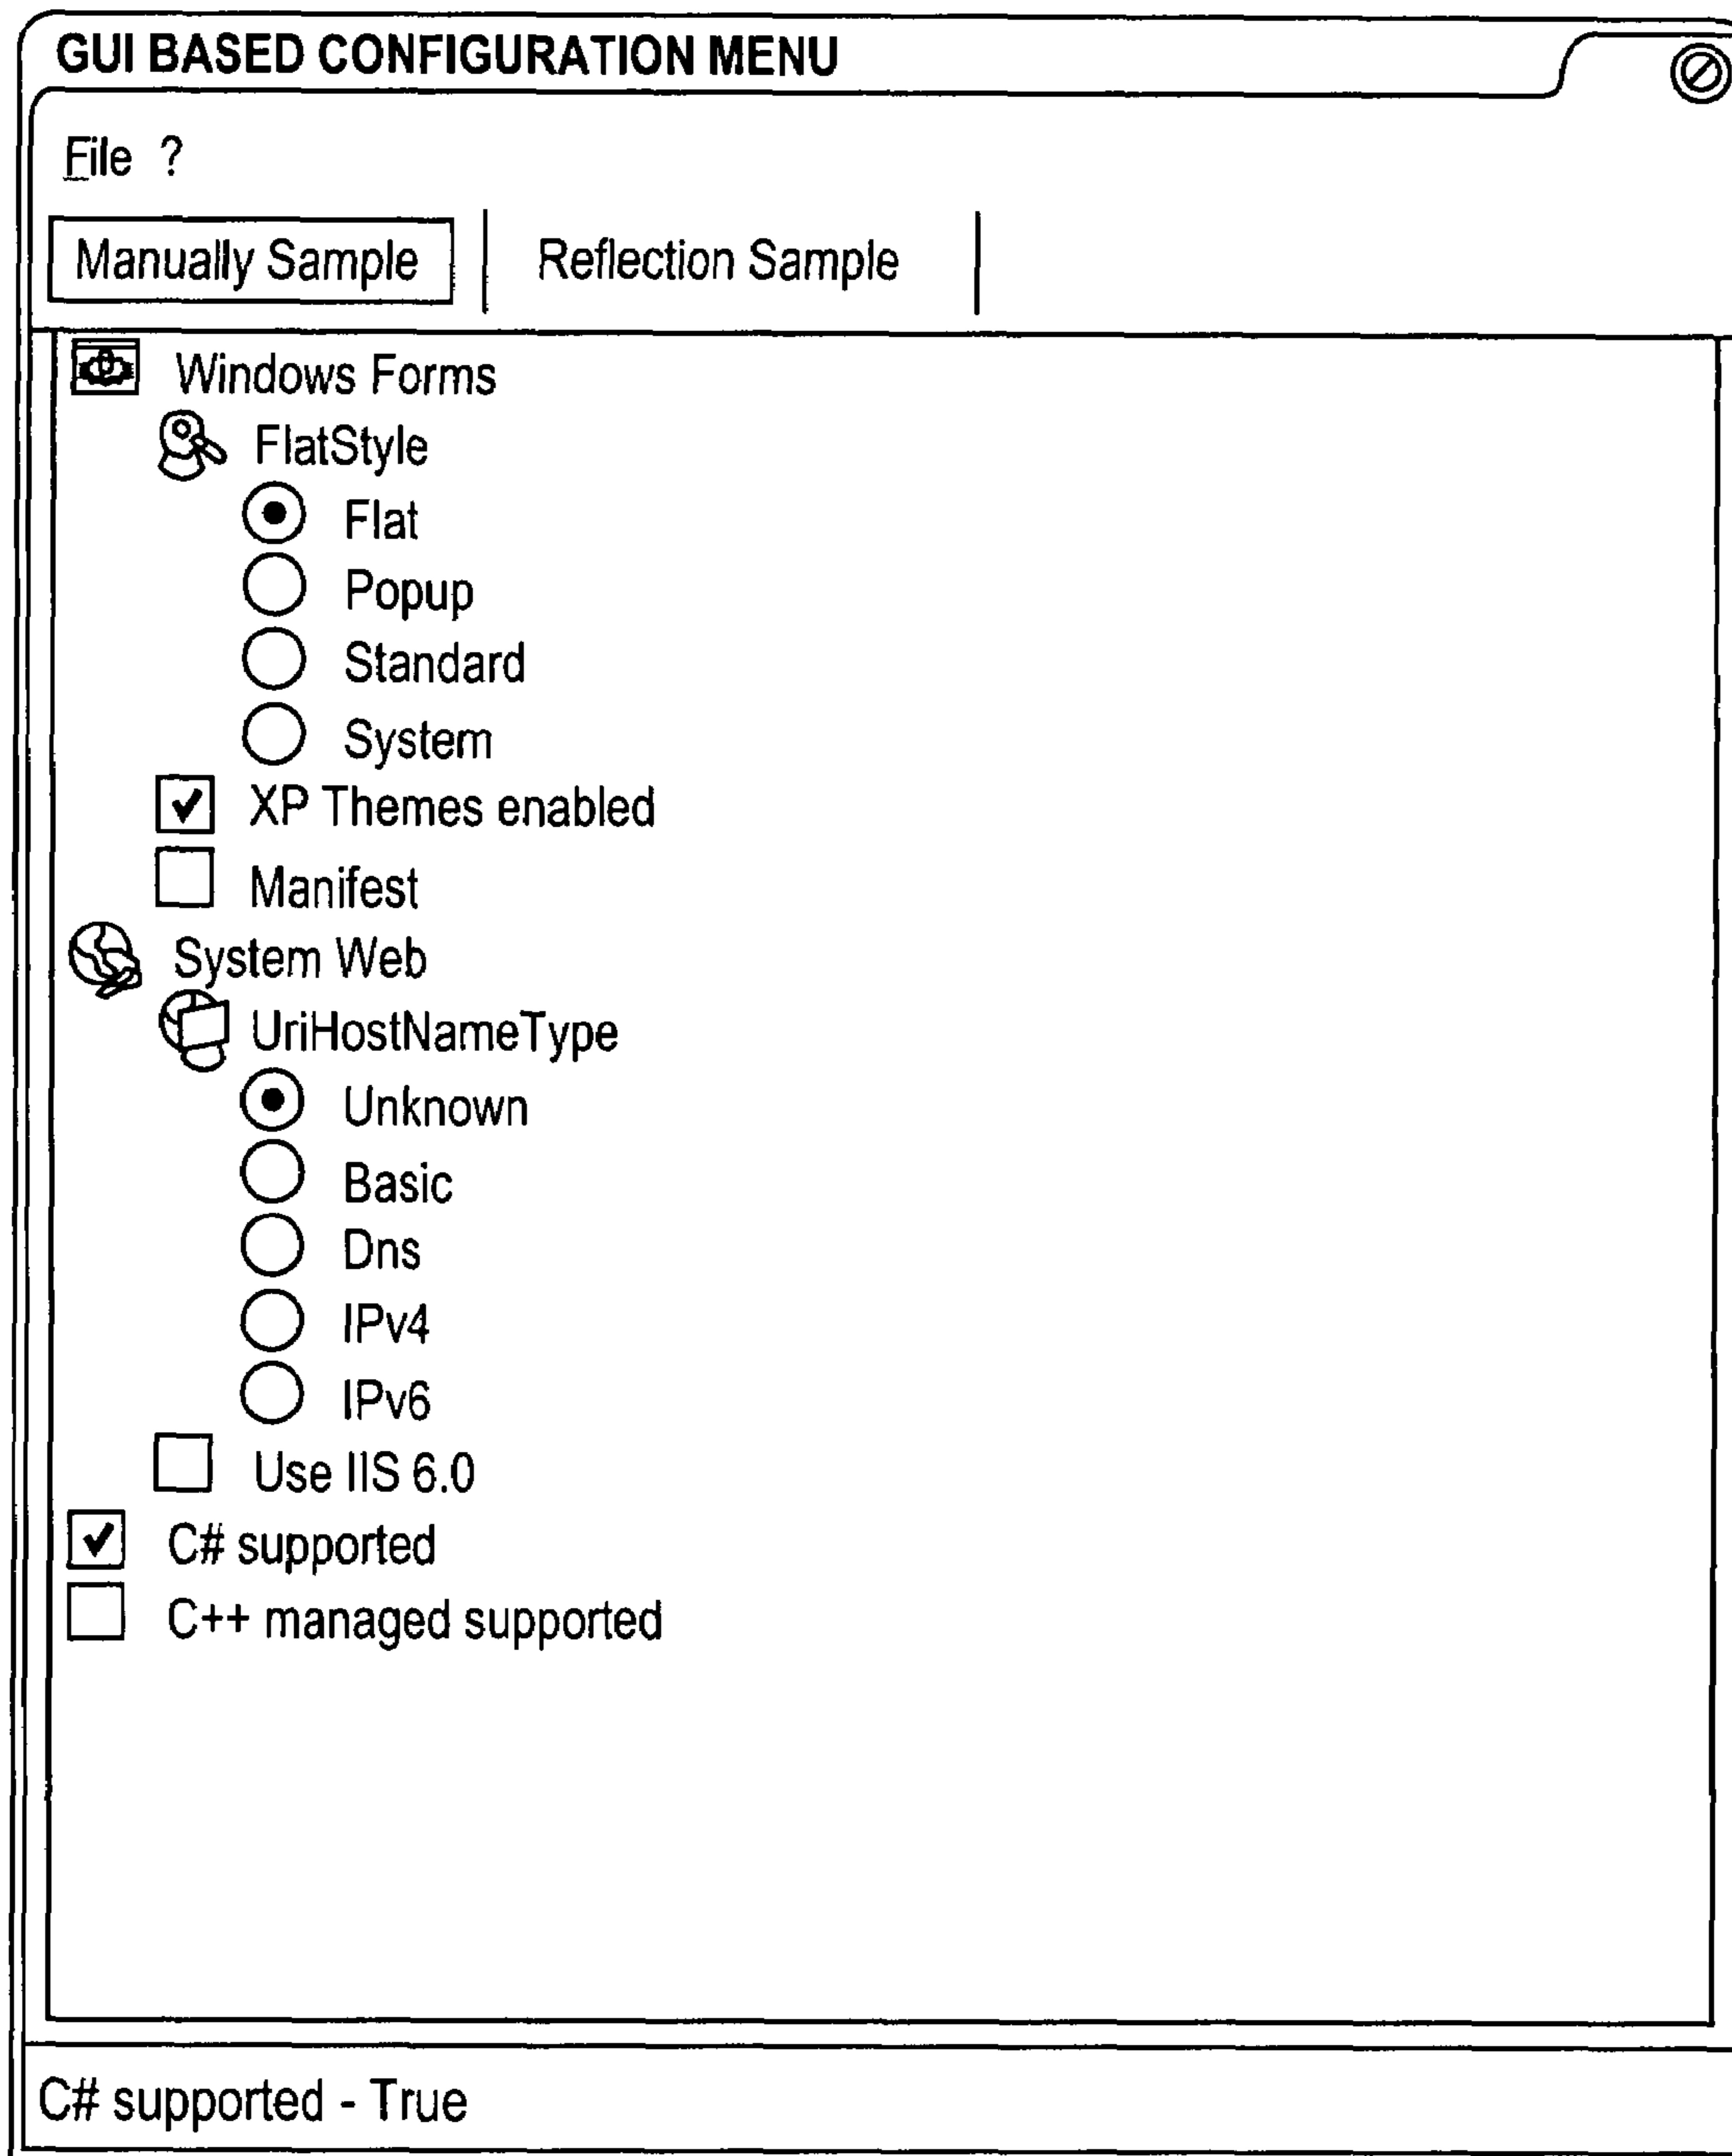 GUI BASED CONFIGURATION MENU
File ?
Manually Sample Reflection Sample
Windows Forms
FlatStyle
Flat
Popup
Standard
System
XP Themes enabled
Manifest
System Web
UriHostNameType
Unknown
Basic
Dns
IPv4
IPv6
Use IIS 6.0
C# supported
C++ managed supported
C# supported - True